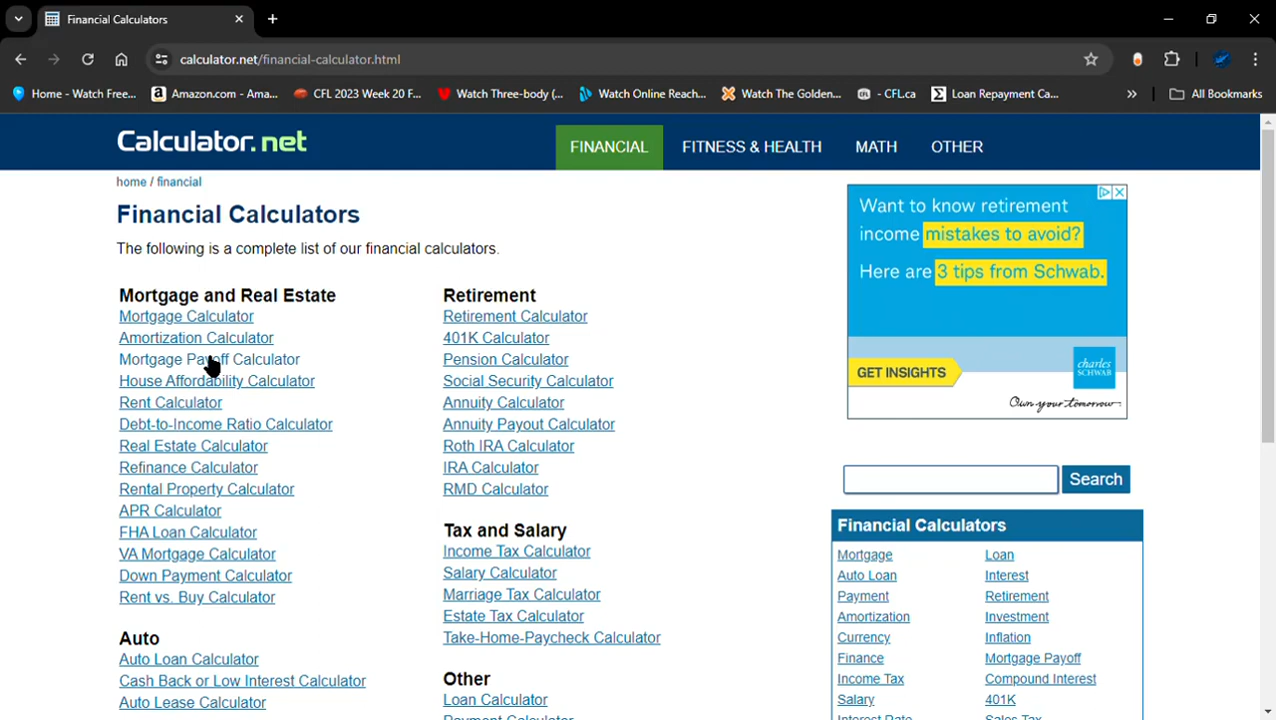 Financial Calculators
calculator.net/financial-calculator.html
Home - Watch Free...
Amazon.com - Ama...
CFL 2023 Week 20 F...
Watch Three-body (...
Watch Online Reach...
Watch The Golden...
- CFL.ca
Loan Repayment Ca...
All Bookmarks
Calculator.net
FINANCIAL
FITNESS & HEALTH
MATH
OTHER
home / financial
Financial Calculators
The following is a complete list of our financial calculators.
Mortgage and Real Estate
Mortgage Calculator
Amortization Calculator
Mortgage Payoff Calculator
House Affordability Calculator
Rent Calculator
Debt-to-Income Ratio Calculator
Real Estate Calculator
Refinance Calculator
Rental Property Calculator
APR Calculator
FHA Loan Calculator
VA Mortgage Calculator
Down Payment Calculator
Rent vs. Buy Calculator
Auto
Auto Loan Calculator
Cash Back or Low Interest Calculator
Auto Lease Calculator
Retirement
Retirement Calculator
401K Calculator
Pension Calculator
Social Security Calculator
Annuity Calculator
Annuity Payout Calculator
Roth IRA Calculator
IRA Calculator
RMD Calculator
Tax and Salary
Income Tax Calculator
Salary Calculator
Marriage Tax Calculator
Estate Tax Calculator
Take-Home-Paycheck Calculator
Other
Loan Calculator
Payment Calculator
Want to know retirement
income mistakes to avoid?
Here are 3 tips from Schwab.
GET INSIGHTS
charles
SCHWAB
Own your tomorrow
Search
Financial Calculators
Mortgage
Loan
Auto Loan
Interest
Payment
Retirement
Amortization
Investment
Currency
Inflation
Finance
Mortgage Payoff
Income Tax
Compound Interest
Salary
401K
Interest Rate
Sales Tax